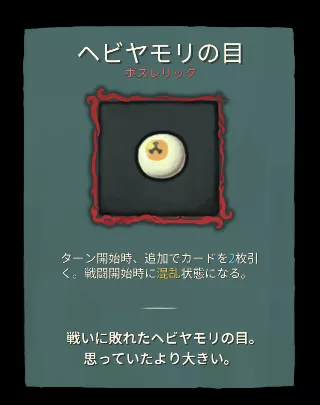 ヘビヤモリの目
ボスレリック
ターン開始時、追加でカードを2枚引
く。戦闘開始時に混乱状態になる。
戦いに敗れたヘビヤモリの目。
思っていたより大きい。